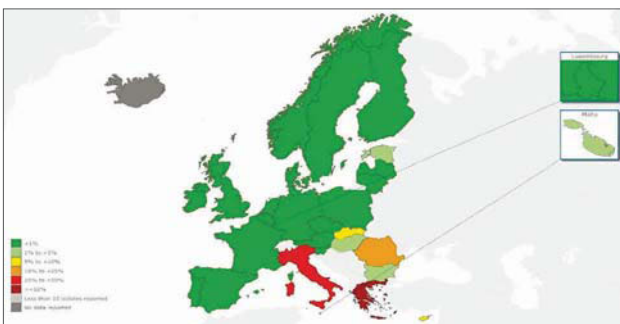 Luxembourg
Malta
<1%
1% to <5%
5% to <10%
10% to <25%
25% to <50%
>=50%
Less than 10 isolates reported
No data reported